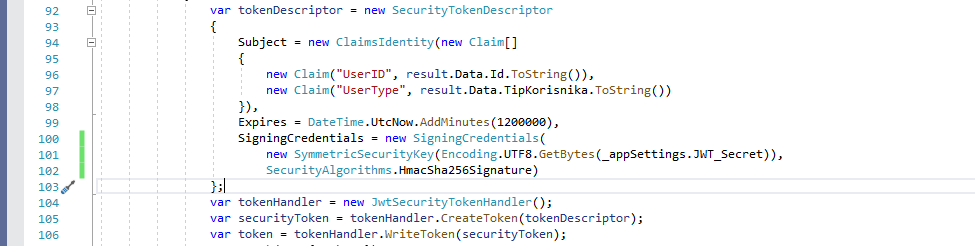 92 var tokenDescriptor = new SecurityTokenDescriptor
93 {
94 Subject = new ClaimsIdentity(new Claim[]
95 {
96 new Claim("UserID", result.Data.Id.ToString()),
97 new Claim("UserType", result.Data.TipKorisnika.ToString())
98 }),
99 Expires = DateTime.UtcNow.AddMinutes(1200000),
100 SigningCredentials = new SigningCredentials(
101 new SymmetricSecurityKey(Encoding.UTF8.GetBytes(_appSettings.JWT_Secret)),
102 SecurityAlgorithms.HmacSha256Signature)
103 };
104 var tokenHandler = new JwtSecurityTokenHandler();
105 var securityToken = tokenHandler.CreateToken(tokenDescriptor);
106 var token = tokenHandler.WriteToken(securityToken);